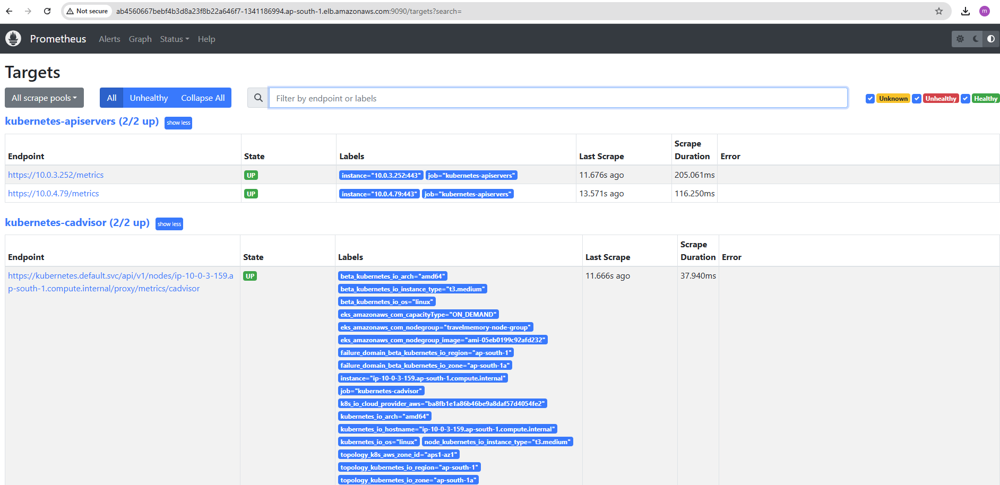 Not secure ab4560667bebf4b3d8a23f8b22a646f7-1341186994.ap-south-1.elb.amazonaws.com:9090/targets?search= m
Prometheus Alerts Graph Status Help
Targets
All scrape pools All Unhealthy Collapse All Filter by endpoint or labels Unknown Unhealthy Healthy
kubernetes-apiservers (2/2 up) show less
Endpoint State Labels Last Scrape Scrape Duration Error
https://10.0.3.252/metrics UP instance="10.0.3.252:443" job="kubernetes-apiservers" 11.676s ago 205.061ms
https://10.0.4.79/metrics UP instance="10.0.4.79:443" job="kubernetes-apiservers" 13.571s ago 116.250ms
kubernetes-cadvisor (2/2 up) show less
Endpoint State Labels Last Scrape Scrape Duration Error
https://kubernetes.default.svc/api/v1/nodes/ip-10-0-3-159.a UP beta_kubernetes_io_arch="amd64" 11.666s ago 37.940ms
p-south-1.compute.internal/proxy/metrics/cadvisor beta_kubernetes_io_instance_type="t3.medium"
beta_kubernetes_io_os="linux"
eks_amazonaws_com_capacityType="ON_DEMAND"
eks_amazonaws_com_nodegroup="travelmemory-node-group"
eks_amazonaws_com_nodegroup_image="ami-05eb0199c92afd232"
failure_domain_beta_kubernetes_io_region="ap-south-1"
failure_domain_beta_kubernetes_io_zone="ap-south-1a"
instance="ip-10-0-3-159.ap-south-1.compute.internal"
job="kubernetes-cadvisor"
k8s_io_cloud_provider_aws="ba8fb1e1a86b46be9a8daf57d4054fe2"
kubernetes_io_arch="amd64"
kubernetes_io_hostname="ip-10-0-3-159.ap-south-1.compute.internal"
kubernetes_io_os="linux" node_kubernetes_io_instance_type="t3.medium"
topology_k8s_aws_zone_id="aps1-az1"
topology_kubernetes_io_region="ap-south-1"
topology_kubernetes_io_zone="ap-south-1a"